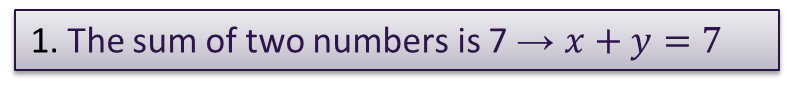 1. The sum of two numbers is 7 → x + y = 7